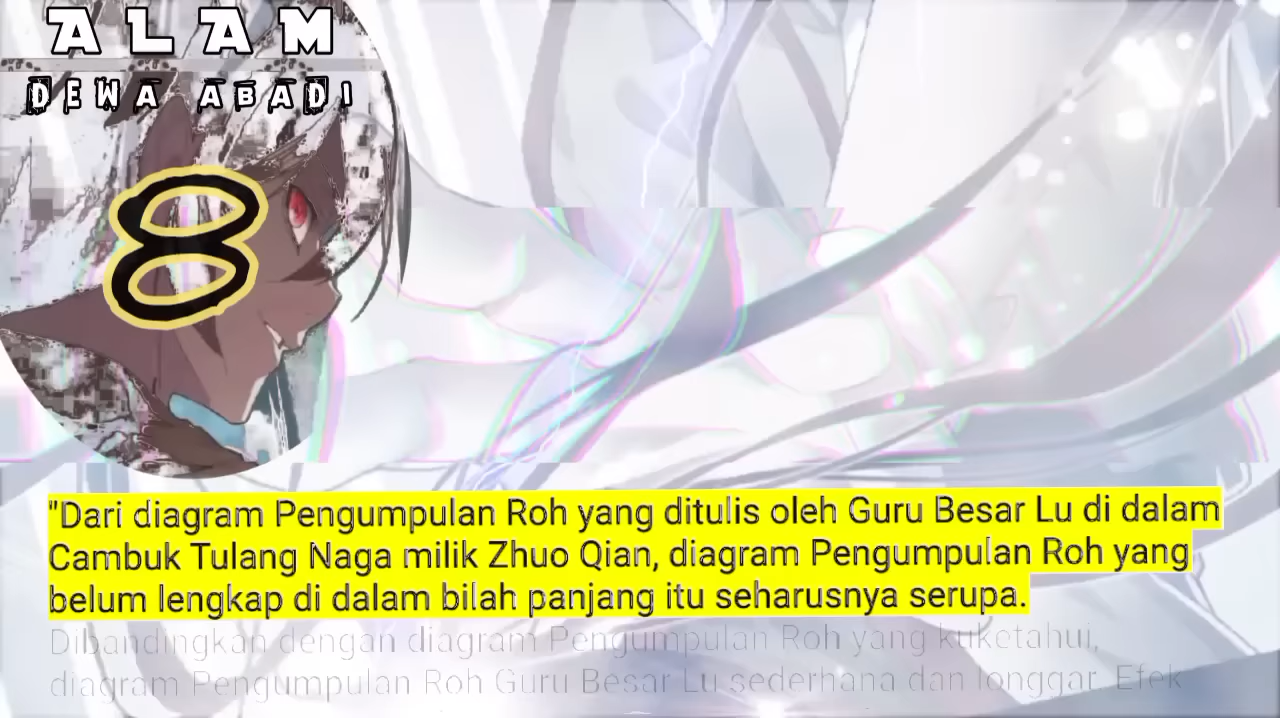 ALAM
DEWA ABADI
8
"Dari diagram Pengumpulan Roh yang ditulis oleh Guru Besar Lu di dalam
Cambuk Tulang Naga milik Zhuo Qian, diagram Pengumpulan Roh yang
belum lengkap di dalam bilah panjang itu seharusnya serupa.
Dibandingkan dengan diagram Pengumpulan Roh yang kuketahui,
diagram Pengumpulan Roh Guru Besar Lu sederhana dan longgar. Efek